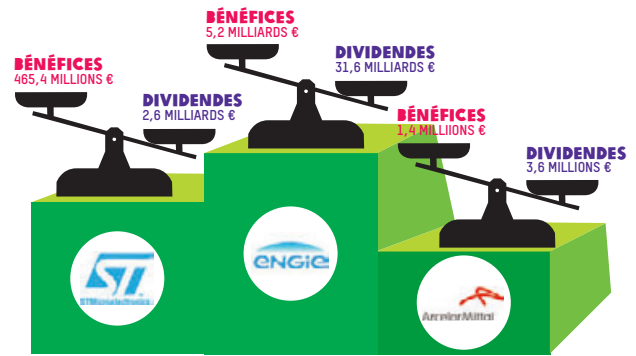 BÉNÉFICES
465,4 MILLIONS €
DIVIDENDES
2,6 MILLIARDS €
BÉNÉFICES
5,2 MILLIARDS €
DIVIDENDES
31,6 MILLIARDS €
BÉNÉFICES
1,4 MILLIIONS €
DIVIDENDES
3,6 MILLIONS €
ST
STMicroelectronics
ENGIE
ArcelorMittal